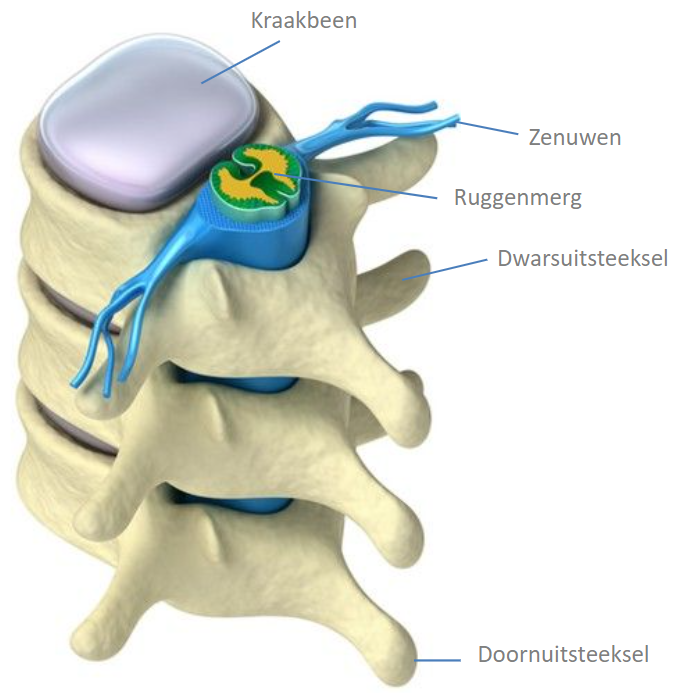 Kraakbeen
Zenuwen
Ruggenmerg
Dwarsuitsteeksel
Doornuitsteeksel